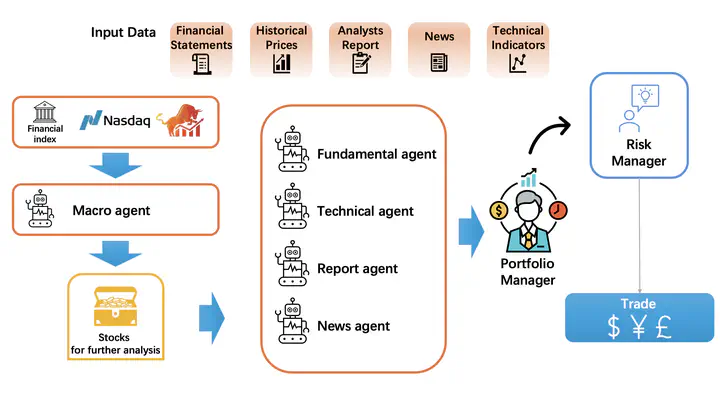 Input Data
Financial
Statements
Historical
Prices
Analysts
Report
News
Technical
Indicators
Financial
index
Nasdaq
Macro agent
Stocks
for further analysis
Fundamental agent
Technical agent
Report agent
News agent
$
Portfolio
Manager
Risk
Manager
Trade
$ ¥ £